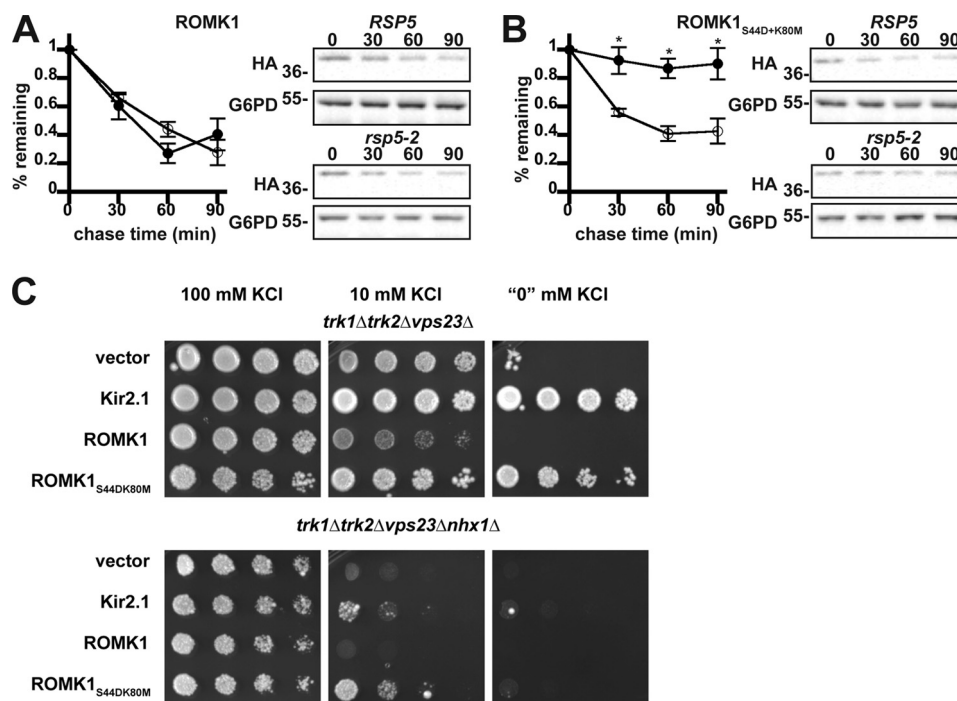 A
ROMK1
% remaining
1
0.8
0.6
0.4
0.2
0 30 60 90
chase time (min)
RSP5
0 30 60 90
HA
36-
G6PD 55-
rsp5-2
0 30 60 90
HA
36-
G6PD 55-
B
ROMK1S44D+K80M
% remaining
1
0.8
0.6
0.4
0.2
* * *
0 30 60 90
chase time (min)
RSP5
0 30 60 90
HA
36-
G6PD 55-
rsp5-2
0 30 60 90
HA
36-
G6PD 55-
C
100 mM KCl 10 mM KCl “0” mM KCl
trk1Δtrk2Δvps23Δ
vector
Kir2.1
ROMK1
ROMK1S44DK80M
trk1Δtrk2Δvps23Δnhx1Δ
vector
Kir2.1
ROMK1
ROMK1S44DK80M